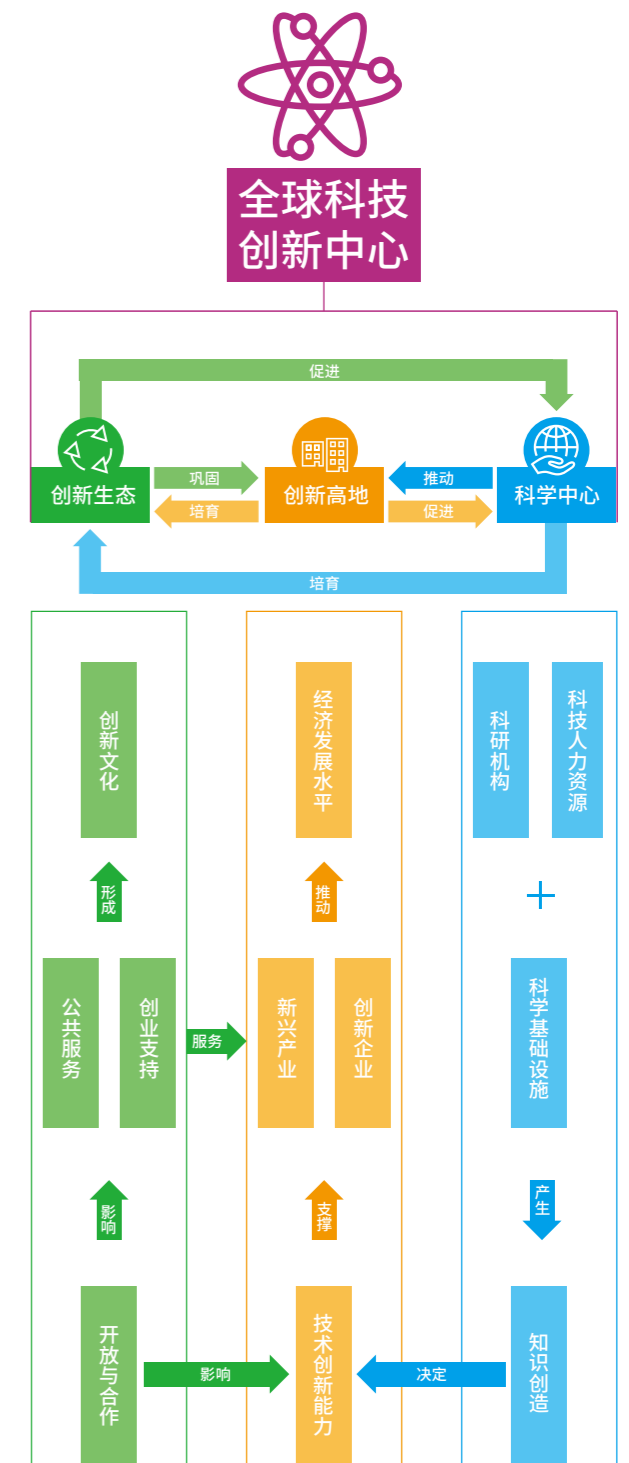 全球科技
创新中心
促进
创新生态
巩固
培育
创新高地
推动
促进
科学中心
培育
创新文化
经济发展水平
科研机构
科技人力资源
形成
推动
公共服务
创业支持
服务
新兴产业
创新企业
科学基础设施
影响
支撑
产生
开放与合作
影响
技术创新能力
决定
知识创造